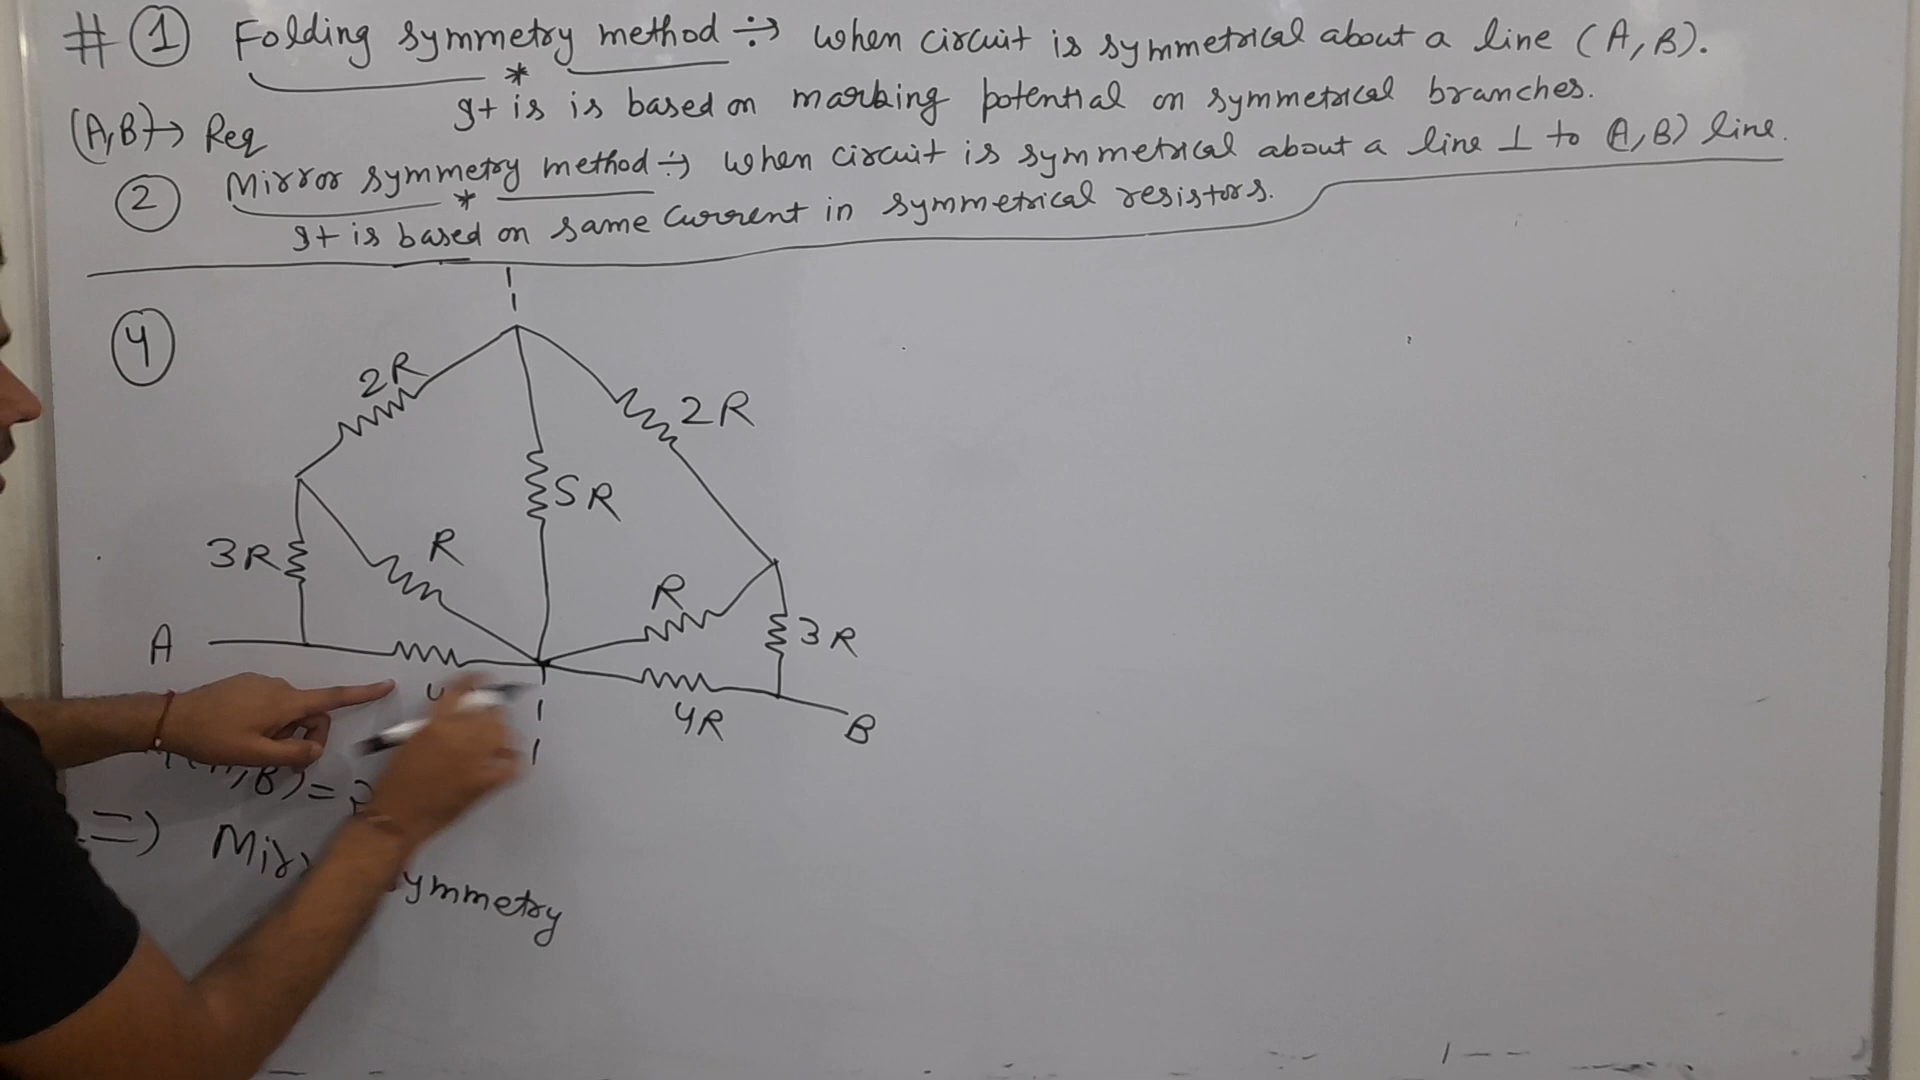 # ① Folding symmetry method ÷→ when circuit is symmetrical about a line (A,B).
* It is is based on marking potential on symmetrical branches.
(A,B) → Req
② Mirror symmetry method ÷→ when circuit is symmetrical about a line ⊥ to (A,B) line.
* It is based on same current in symmetrical resistors.
④
2R
2R
5R
3R
R
R
3R
A
4R
B
,B) = ?
=) symmetry